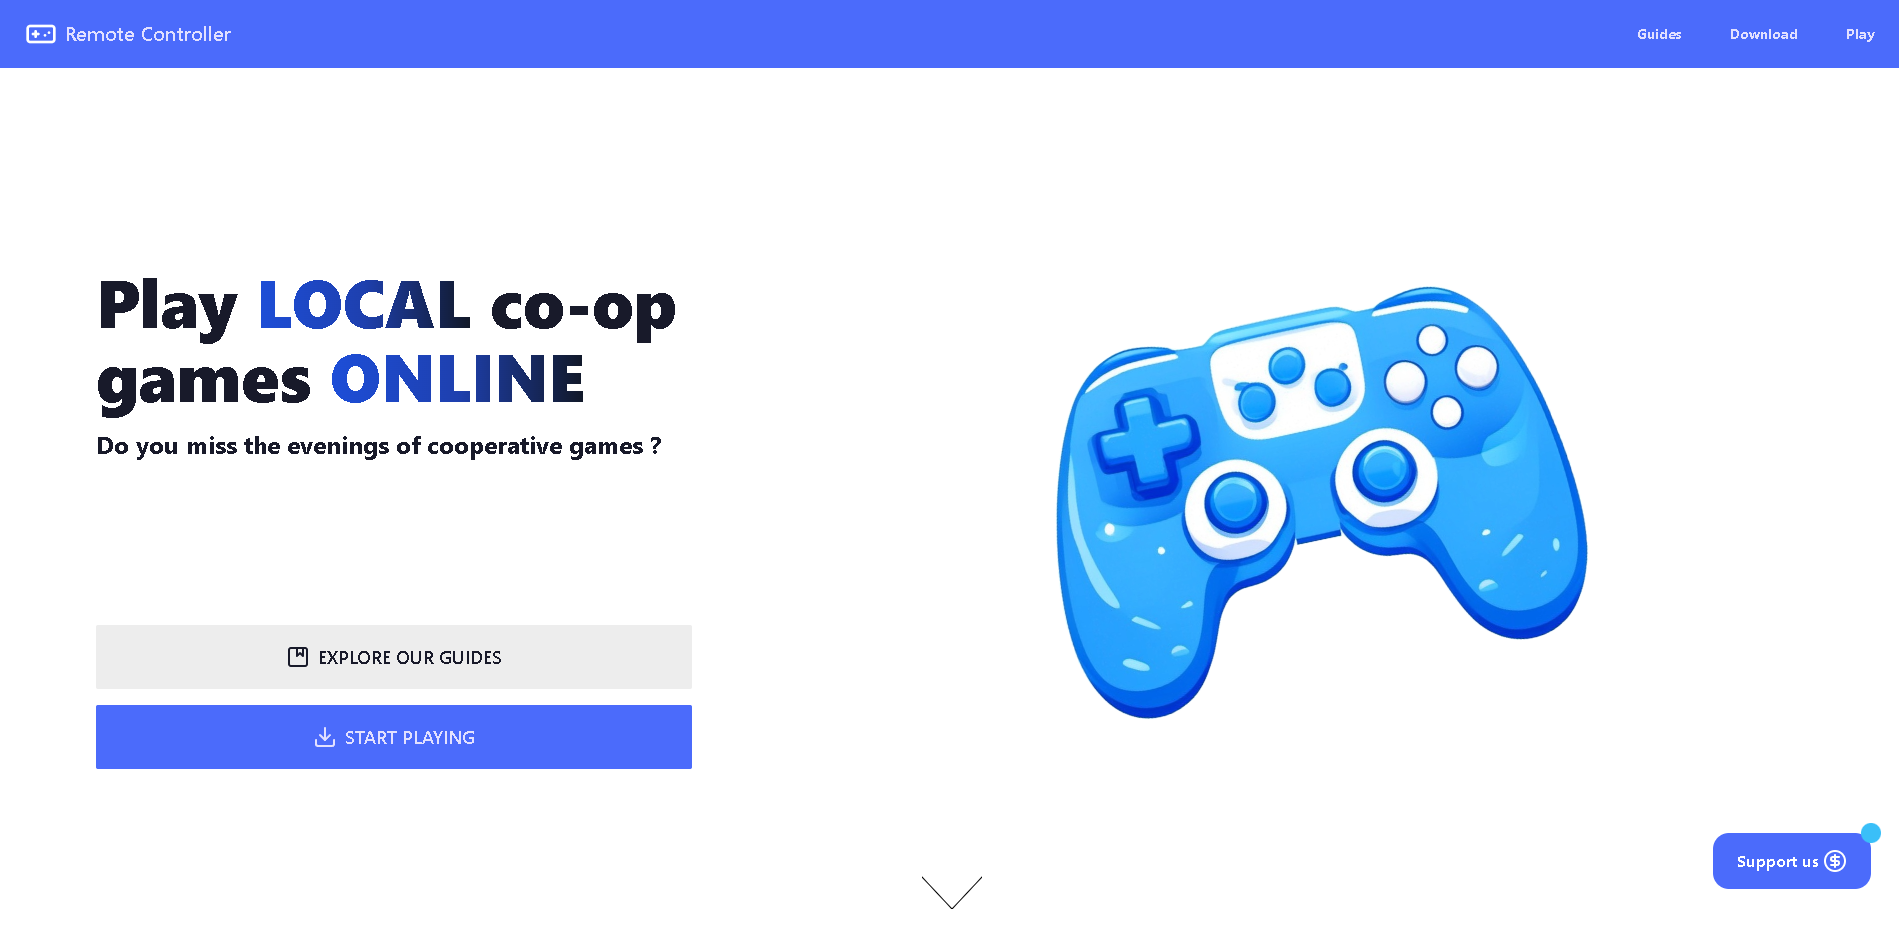 Remote Controller
Guides
Download
Play
Play LOCAL co-op
games ONLINE
Do you miss the evenings of cooperative games ?
EXPLORE OUR GUIDES
START PLAYING
Support us